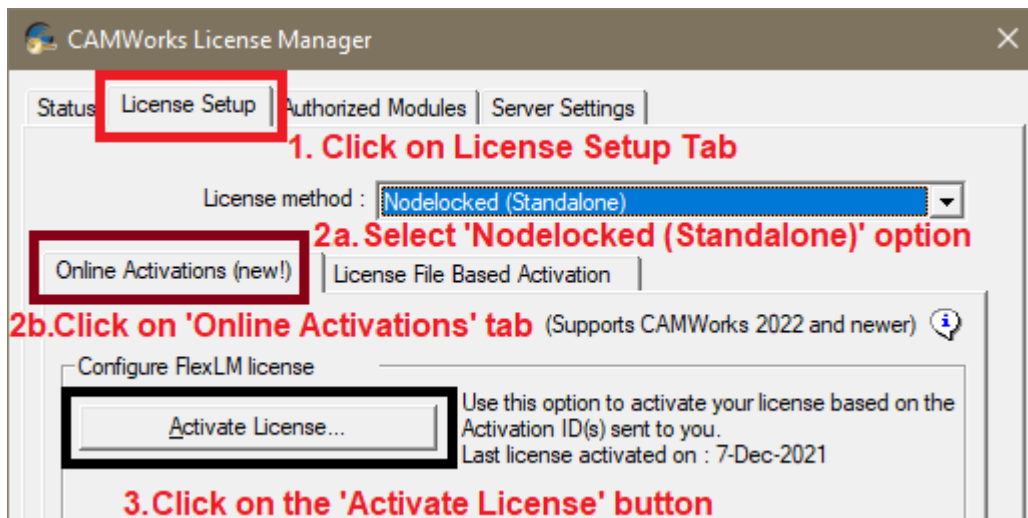 CAMWorks License Manager
Status License Setup Authorized Modules Server Settings
1. Click on License Setup Tab
License method : Nodelocked (Standalone)
2a. Select 'Nodelocked (Standalone)' option
Online Activations (new!) License File Based Activation
2b.Click on 'Online Activations' tab (Supports CAMWorks 2022 and newer)
Configure FlexLM license
Activate License... Use this option to activate your license based on the
Activation ID(s) sent to you.
Last license activated on : 7-Dec-2021
3.Click on the 'Activate License' button